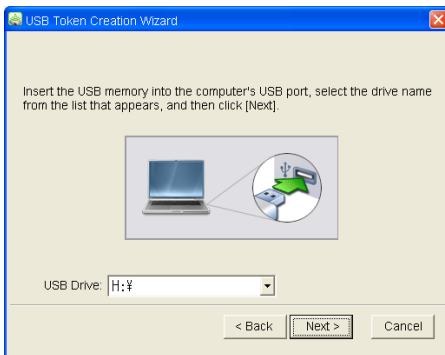 USB Token Creation Wizard
Insert the USB memory into the computer's USB port, select the drive name
from the list that appears, and then click [Next].
USB Drive: H:¥
< Back Next > Cancel